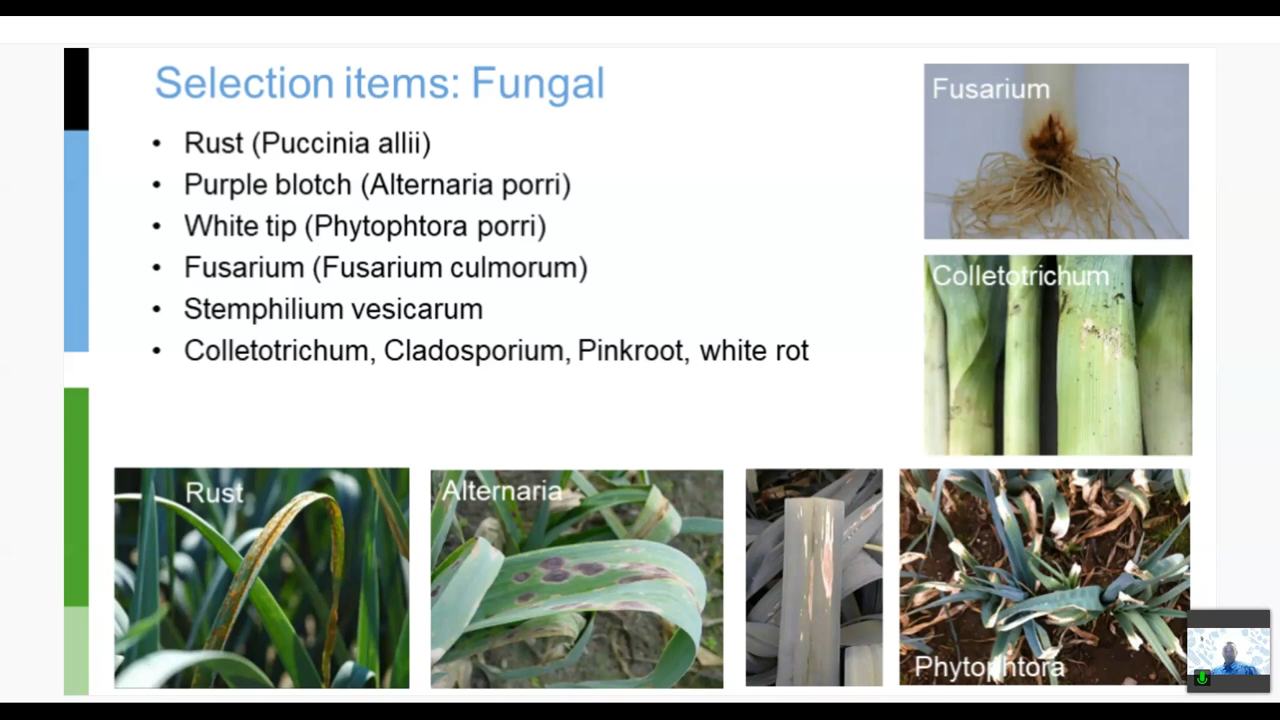 Selection items: Fungal
• Rust (Puccinia allii)
• Purple blotch (Alternaria porri)
• White tip (Phytophtora porri)
• Fusarium (Fusarium culmorum)
• Stemphilium vesicarum
• Colletotrichum, Cladosporium, Pinkroot, white rot
Fusarium
Colletotrichum
Rust
Alternaria
Phytophtora